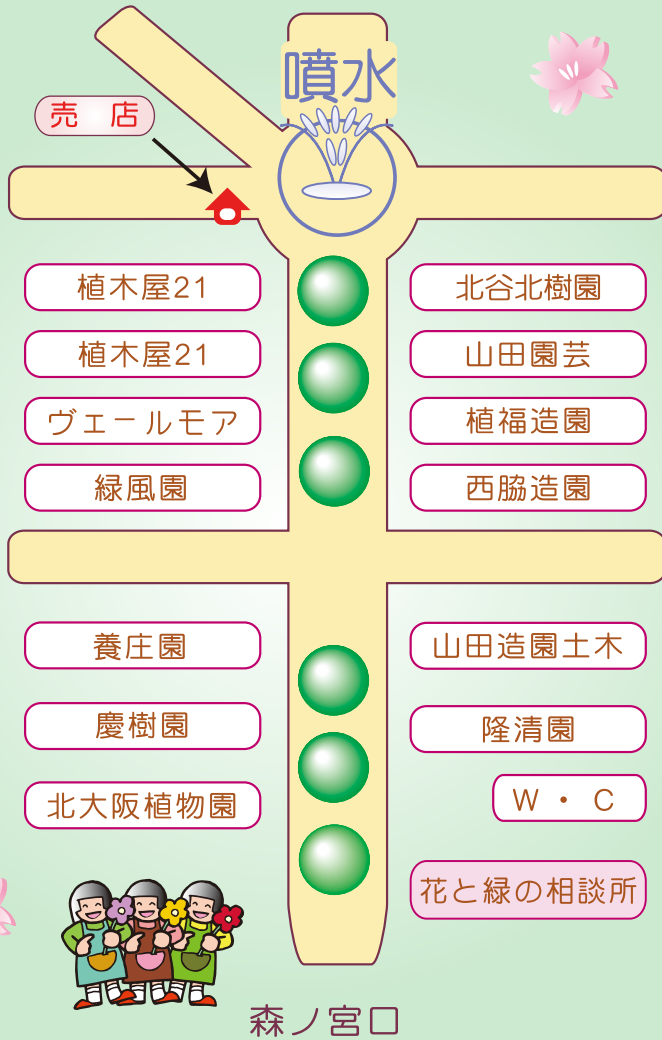 噴水
売 店
植木屋21
北谷北樹園
植木屋21
山田園芸
ヴェールモア
植福造園
緑風園
西脇造園
養庄園
山田造園土木
慶樹園
隆清園
W・C
北大阪植物園
花と緑の相談所
森ノ宮口